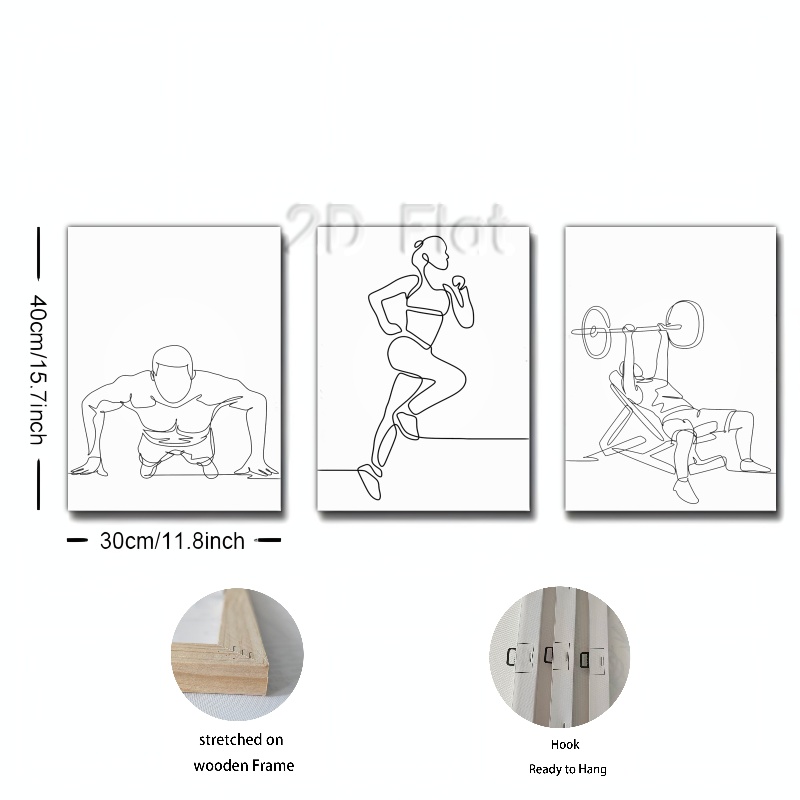 2D Flat
40cm/15.7inch
30cm/11.8inch
stretched on
wooden Frame
Hook
Ready to Hang